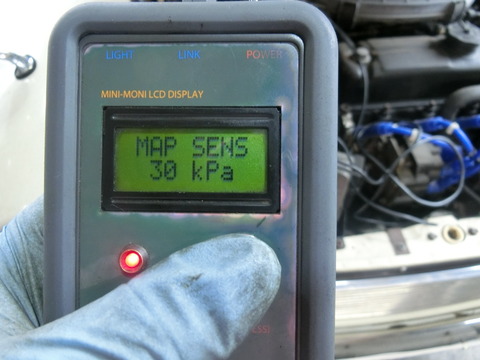 LIGHT LINK POWER
MINI-MONI LCD DISPLAY
MAP SENS
30 kPa